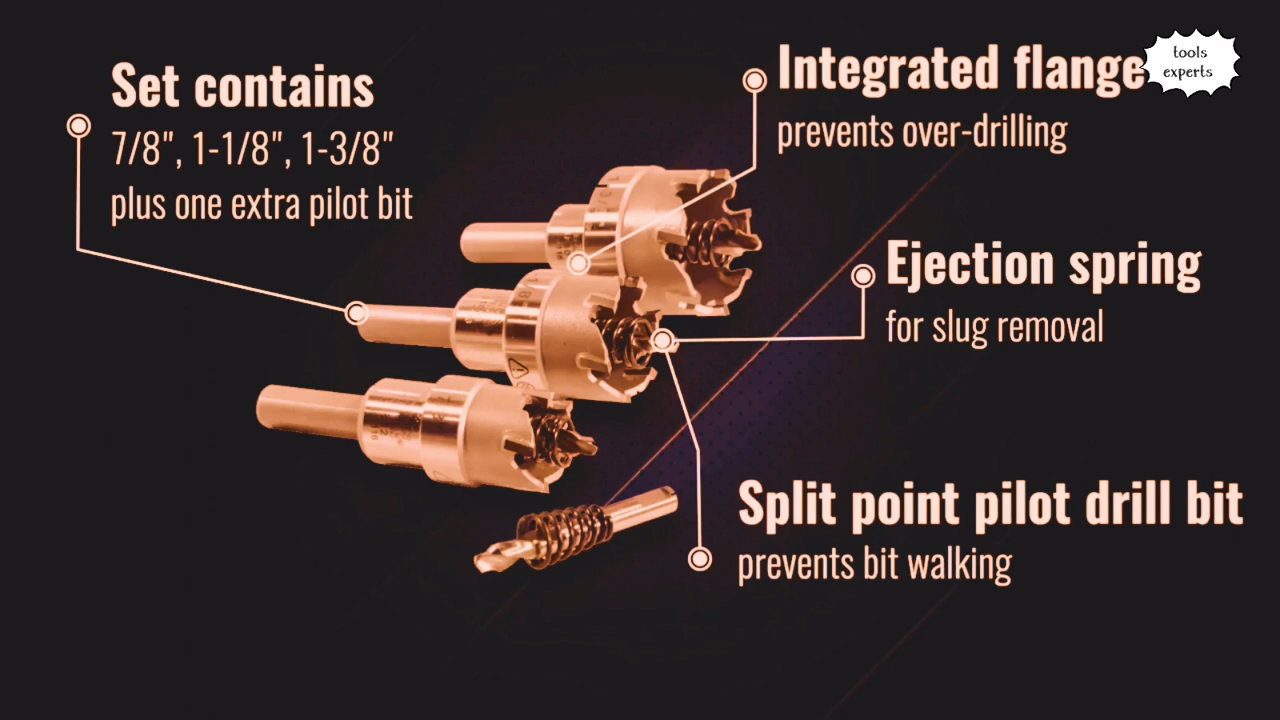 Set contains
7/8", 1-1/8", 1-3/8"
plus one extra pilot bit
Integrated flange
prevents over-drilling
tools
experts
Ejection spring
for slug removal
Split point pilot drill bit
prevents bit walking